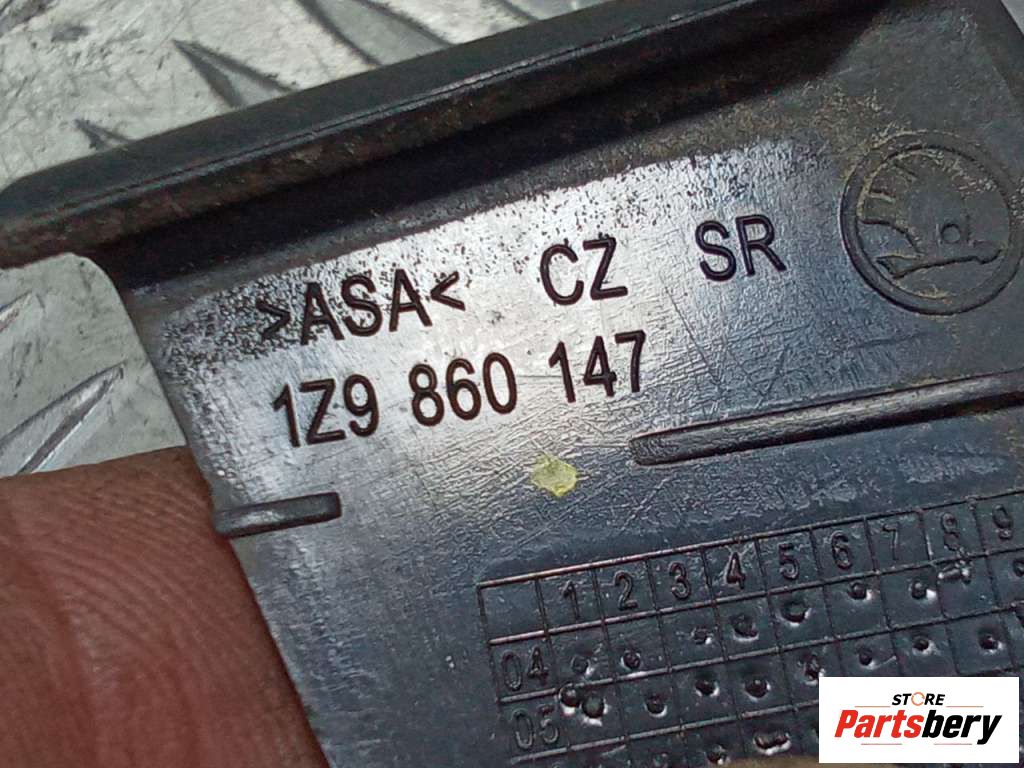 >ASA< CZ SR
1Z9 860 147
1 2 3 4 5 6 7 8 9
04
05
STORE
Partsbery